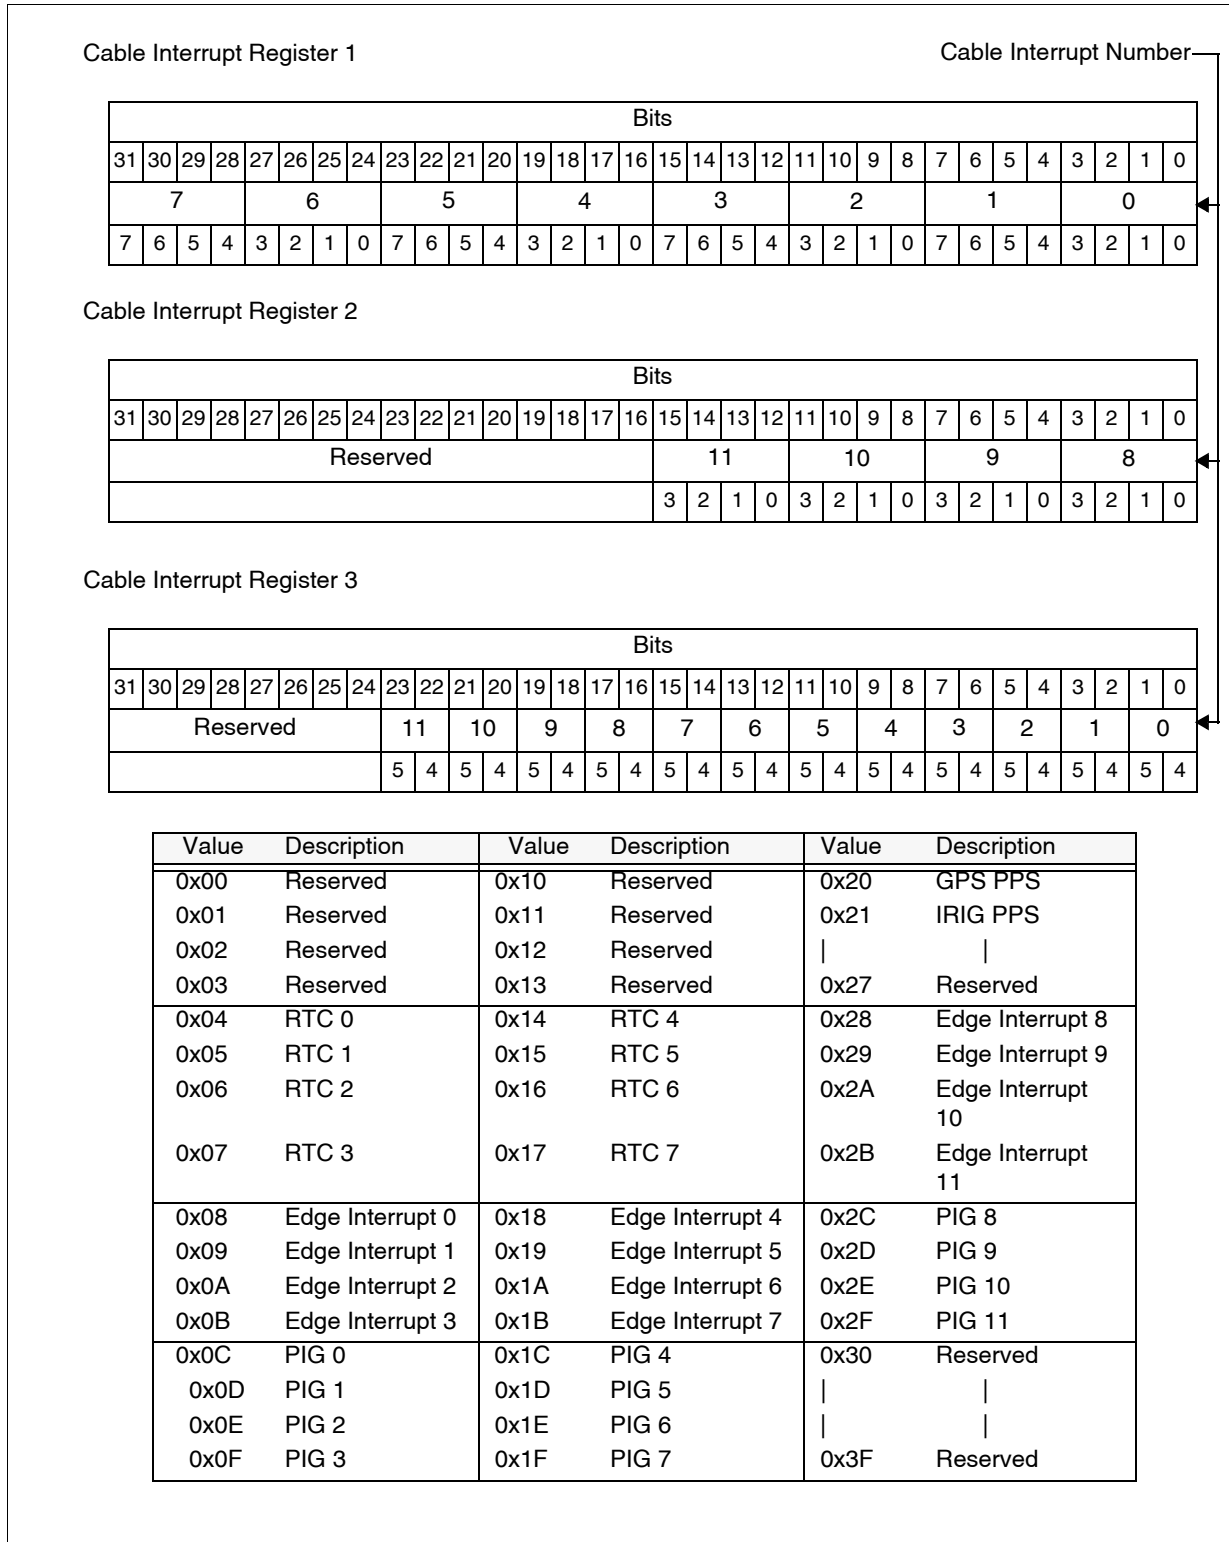 Cable Interrupt Register 1 Cable Interrupt Number
Bits
31 30 29 28 27 26 25 24 23 22 21 20 19 18 17 16 15 14 13 12 11 10 9 8 7 6 5 4 3 2 1 0
7 6 5 4 3 2 1 0
7 6 5 4 3 2 1 0 7 6 5 4 3 2 1 0 7 6 5 4 3 2 1 0 7 6 5 4 3 2 1 0
Cable Interrupt Register 2
Bits
31 30 29 28 27 26 25 24 23 22 21 20 19 18 17 16 15 14 13 12 11 10 9 8 7 6 5 4 3 2 1 0
Reserved 11 10 9 8
3 2 1 0 3 2 1 0 3 2 1 0 3 2 1 0
Cable Interrupt Register 3
Bits
31 30 29 28 27 26 25 24 23 22 21 20 19 18 17 16 15 14 13 12 11 10 9 8 7 6 5 4 3 2 1 0
Reserved 11 10 9 8 7 6 5 4 3 2 1 0
5 4 5 4 5 4 5 4 5 4 5 4 5 4 5 4 5 4 5 4 5 4 5 4
Value Description Value Description Value Description
0x00 Reserved 0x10 Reserved 0x20 GPS PPS
0x01 Reserved 0x11 Reserved 0x21 IRIG PPS
0x02 Reserved 0x12 Reserved | |
0x03 Reserved 0x13 Reserved 0x27 Reserved
0x04 RTC 0 0x14 RTC 4 0x28 Edge Interrupt 8
0x05 RTC 1 0x15 RTC 5 0x29 Edge Interrupt 9
0x06 RTC 2 0x16 RTC 6 0x2A Edge Interrupt
10
0x07 RTC 3 0x17 RTC 7 0x2B Edge Interrupt
11
0x08 Edge Interrupt 0 0x18 Edge Interrupt 4 0x2C PIG 8
0x09 Edge Interrupt 1 0x19 Edge Interrupt 5 0x2D PIG 9
0x0A Edge Interrupt 2 0x1A Edge Interrupt 6 0x2E PIG 10
0x0B Edge Interrupt 3 0x1B Edge Interrupt 7 0x2F PIG 11
0x0C PIG 0 0x1C PIG 4 0x30 Reserved
0x0D PIG 1 0x1D PIG 5 | |
0x0E PIG 2 0x1E PIG 6 | |
0x0F PIG 3 0x1F PIG 7 0x3F Reserved